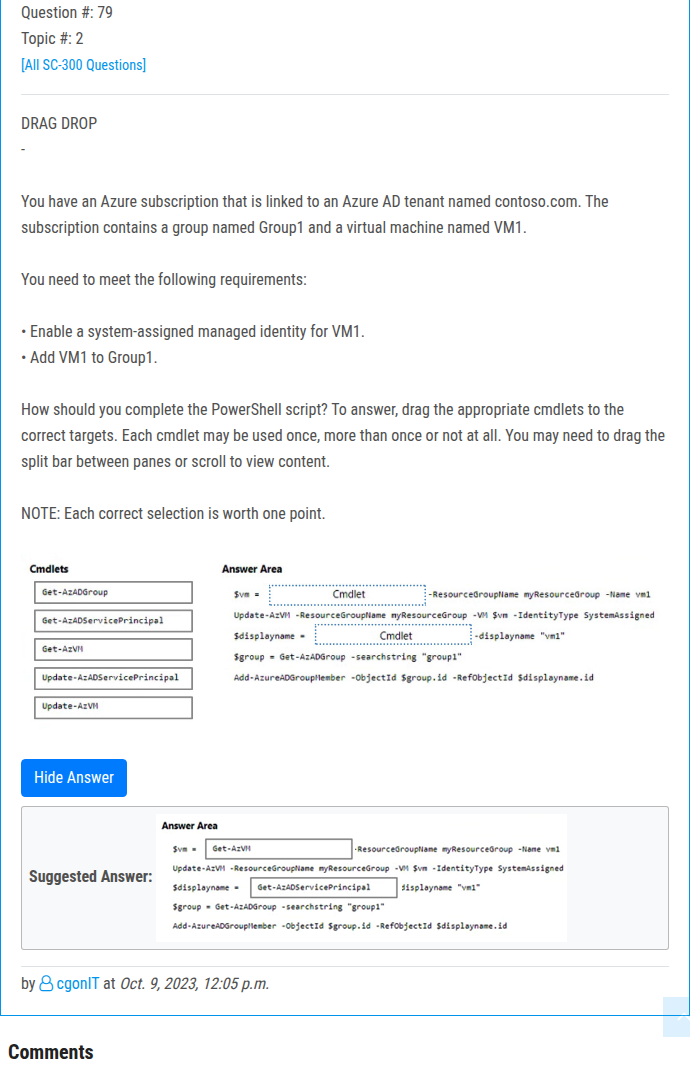 Question #: 79
Topic #: 2
[All SC-300 Questions]
DRAG DROP
-
You have an Azure subscription that is linked to an Azure AD tenant named contoso.com. The
subscription contains a group named Group1 and a virtual machine named VM1.
You need to meet the following requirements:
• Enable a system-assigned managed identity for VM1.
• Add VM1 to Group1.
How should you complete the PowerShell script? To answer, drag the appropriate cmdlets to the
correct targets. Each cmdlet may be used once, more than once or not at all. You may need to drag the
split bar between panes or scroll to view content.
NOTE: Each correct selection is worth one point.
Cmdlets
Get-AzADGroup
Get-AzADServicePrincipal
Get-AzVM
Update-AzADServicePrincipal
Update-AzVM
Answer Area
$vm = Cmdlet -ResourceGroupName myResourceGroup -Name vm1
Update-AzVM -ResourceGroupName myResourceGroup -VM $vm -IdentityType SystemAssigned
$displayname = Cmdlet -displayname "vm1"
$group = Get-AzADGroup -searchstring "group1"
Add-AzureADGroupMember -ObjectId $group.id -RefObjectId $displayname.id
Hide Answer
Suggested Answer:
Answer Area
$vm = Get-AzVM -ResourceGroupName myResourceGroup -Name vm1
Update-AzVM -ResourceGroupName myResourceGroup -VM $vm -IdentityType SystemAssigned
$displayname = Get-AzADServicePrincipal displayname "vm1"
$group = Get-AzADGroup -searchstring "group1"
Add-AzureADGroupMember -ObjectId $group.id -RefObjectId $displayname.id
by cgonIT at Oct. 9, 2023, 12:05 p.m.
Comments